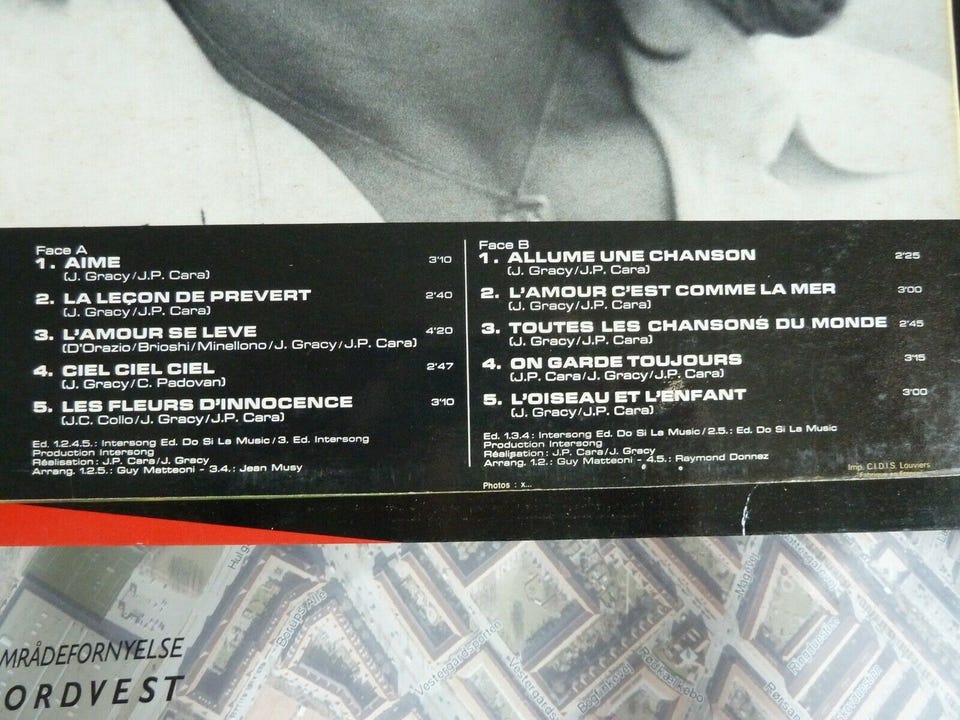 Face A
1. AIME 3'10
(J. Gracy/J.P. Cara)
2. LA LEÇON DE PREVERT 2'40
(J. Gracy/J.P. Cara)
3. L'AMOUR SE LEVE 4'20
(D'Orazio/Brioshi/Minellono/J. Gracy/J.P. Cara)
4. CIEL CIEL CIEL 2'47
(J. Gracy/C. Padovan)
5. LES FLEURS D'INNOCENCE 3'10
(J.C. Collo/J. Gracy/J.P. Cara)
Ed. 1.2.4.5.: Intersong Ed. Do Si La Music/3. Ed. Intersong
Production Intersong
Réalisation: J.P. Cara/J. Gracy
Arrang. 1.2.5.: Guy Matteoni - 3.4.: Jean Musy
Face B
1. ALLUME UNE CHANSON 2'25
(J. Gracy/J.P. Cara)
2. L'AMOUR C'EST COMME LA MER 3'00
(J. Gracy/J.P. Cara)
3. TOUTES LES CHANSONS DU MONDE 2'45
(J. Gracy/J.P. Cara)
4. ON GARDE TOUJOURS 3'15
(J.P. Cara/J. Gracy/J.P. Cara)
5. L'OISEAU ET L'ENFANT 3'00
(J. Gracy/J.P. Cara)
Ed. 1.3.4: Intersong Ed. Do Si La Music/2.5.: Ed. Do Si La Music
Production Intersong
Réalisation: J.P. Cara/J. Gracy
Arrang. 1.2.: Guy Matteoni - 4.5.: Raymond Donnez
Photos : x...
Imp. C.I.D.I.S. Louviers
MRÅDEFORNYELSE
ORDVEST
Bokups Alle
Vestergårdsporten